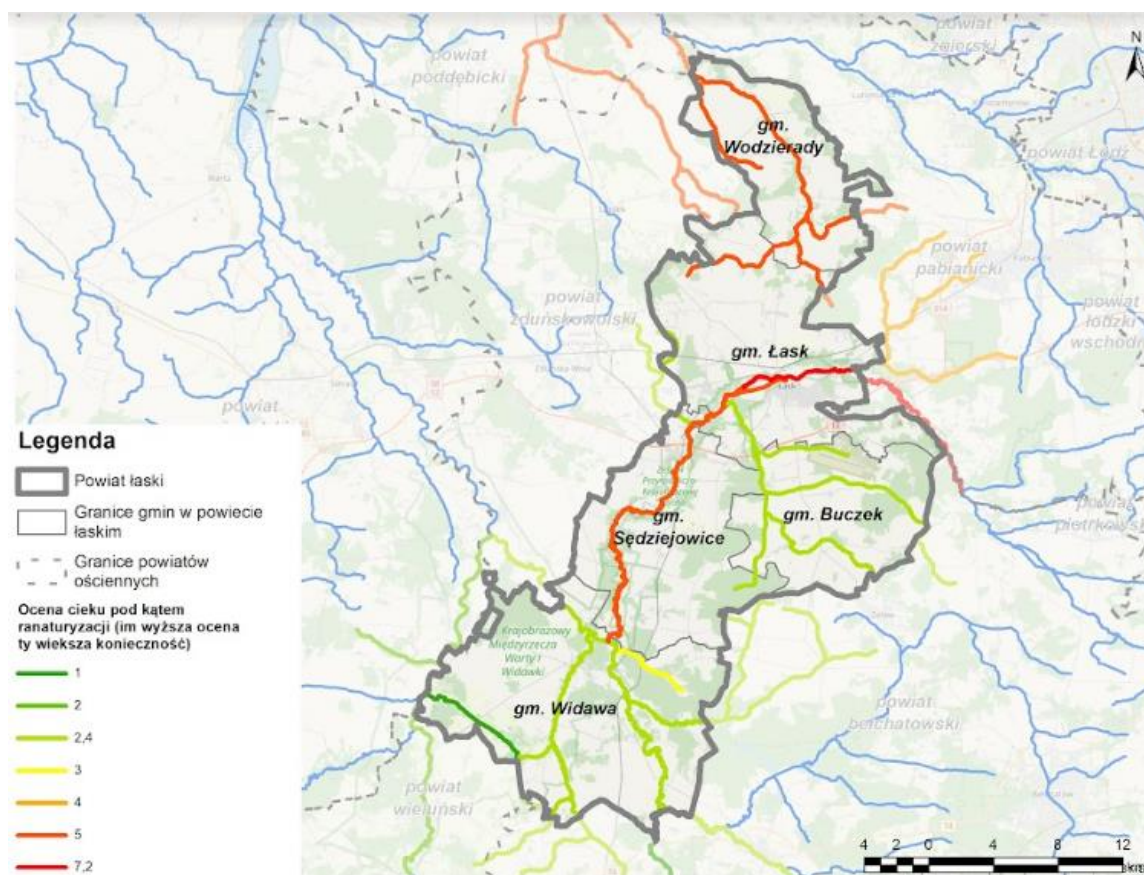 powiat
poddębicki
powiat
zgierski
N
gm.
Wodzierady
powiat Łódź
powiat
pabianicki
powiat
zduńskowolski
powiat
łódzki
wschodni
gm. Łask
powiat
Legenda
Powiat łaski
Granice gmin w powiecie
łaskim
Granice powiatów
ościennych
Ocena cieku pod kątem
ranaturyzacji (im wyższa ocena
ty wieksza konieczność)
1
2
2,4
3
4
5
7,2
gm.
Sędziejowice
gm. Buczek
powiat
piotrkowski
Krajobrazowy
Międzyrzecza
Warty i
Widawki
gm. Widawa
powiat
bełchatowski
powiat
wieluński
4 2 0 4 8 12
km